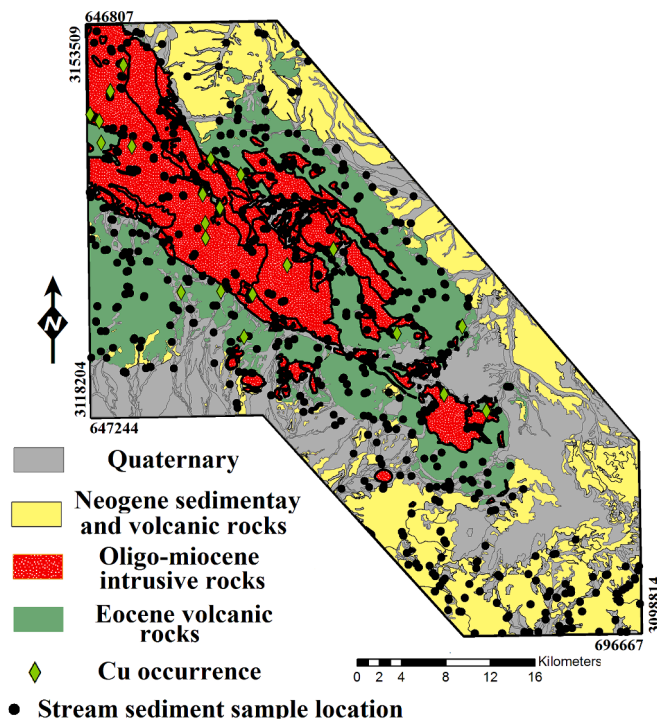 646807
3153509
N
3118204
647244
Quaternary
Neogene sedimentay
and volcanic rocks
Oligo-miocene
intrusive rocks
Eocene volcanic
rocks
Cu occurrence
Stream sediment sample location
3098814
696667
Kilometers
0 2 4 8 12 16